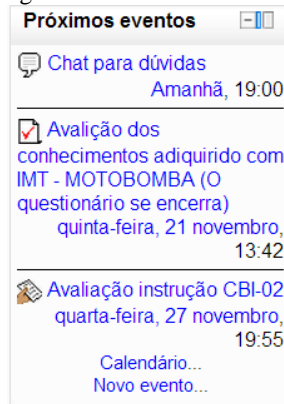 Próximos eventos
Chat para dúvidas
Amanhã, 19:00
Avalição dos
conhecimentos adiquirido com
IMT - MOTOBOMBA (O
questionário se encerra)
quinta-feira, 21 novembro,
13:42
Avaliação instrução CBI-02
quarta-feira, 27 novembro,
19:55
Calendário...
Novo evento...